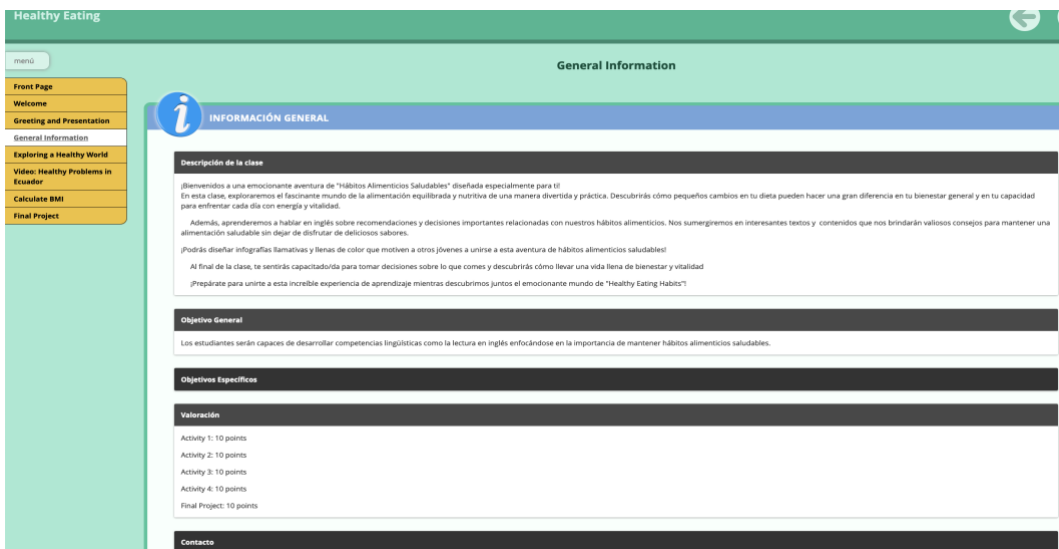 Healthy Eating
menú
General Information
Front Page
Welcome
Greeting and Presentation
General Information
Exploring a Healthy World
Video: Healthy Problems in
Ecuador
Calculate BMI
Final Project
INFORMACIÓN GENERAL
Descripción de la clase
¡Bienvenidos a una emocionante aventura de "Hábitos Alimenticios Saludables" diseñada especialmente para ti!
En esta clase, exploraremos el fascinante mundo de la alimentación equilibrada y nutritiva de una manera divertida y práctica. Descubrirás cómo pequeños cambios en tu dieta pueden hacer una gran diferencia en tu bienestar general y en tu capacidad
para enfrentar cada día con energía y vitalidad.
Además, aprenderemos a hablar en inglés sobre recomendaciones y decisiones importantes relacionadas con nuestros hábitos alimenticios. Nos sumergiremos en interesantes textos y contenidos que nos brindarán valiosos consejos para mantener una
alimentación saludable sin dejar de disfrutar de deliciosos sabores.
¡Podrás diseñar infografías llamativas y llenas de color que motiven a otros jóvenes a unirse a esta aventura de hábitos alimenticios saludables!
Al final de la clase, te sentirás capacitado/da para tomar decisiones sobre lo que comes y descubrirás cómo llevar una vida llena de bienestar y vitalidad
¡Prepárate para unirte a esta increíble experiencia de aprendizaje mientras descubrimos juntos el emocionante mundo de "Healthy Eating Habits"!
Objetivo General
Los estudiantes serán capaces de desarrollar competencias lingüísticas como la lectura en inglés enfocándose en la importancia de mantener hábitos alimenticios saludables.
Objetivos Específicos
Valoración
Activity 1: 10 points
Activity 2: 10 points
Activity 3: 10 points
Activity 4: 10 points
Final Project: 10 points
Contacto